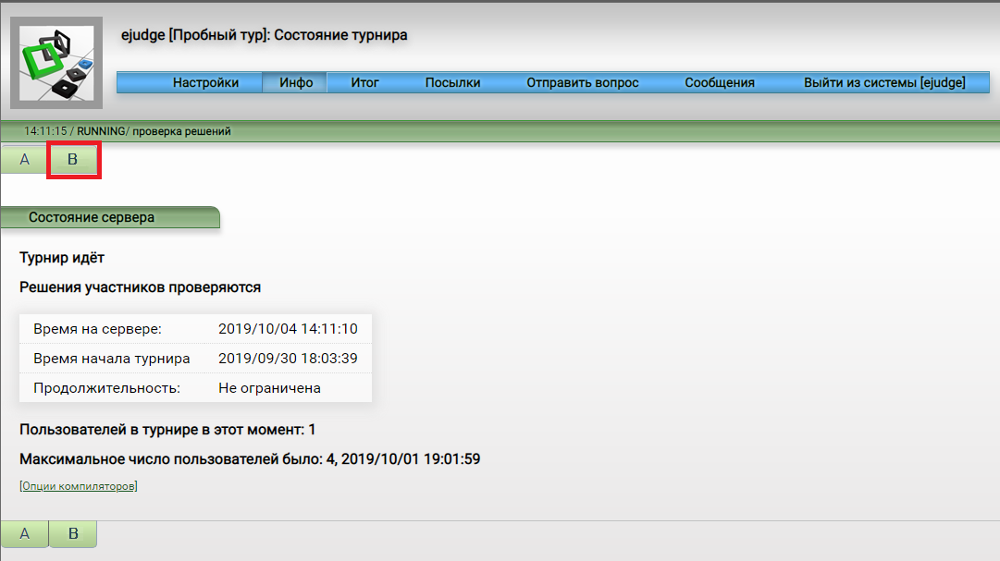 ejudge [Пробный тур]: Состояние турнира
Настройки Инфо Итог Посылки Отправить вопрос Сообщения Выйти из системы [ejudge]
14:11:15 / RUNNING/ проверка решений
A B
Состояние сервера
Турнир идёт
Решения участников проверяются
Время на сервере: 2019/10/04 14:11:10
Время начала турнира 2019/09/30 18:03:39
Продолжительность: Не ограничена
Пользователей в турнире в этот момент: 1
Максимальное число пользователей было: 4, 2019/10/01 19:01:59
[Опции компиляторов]
A B